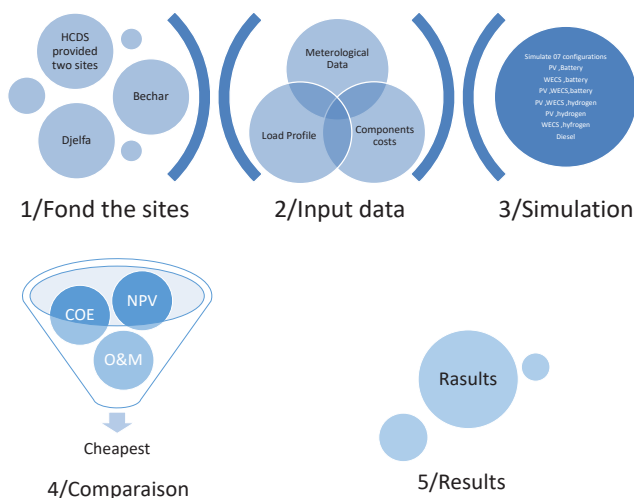 HCDS
provided
two sites
Bechar
Djelfa
1/Fond the sites
Meterological
Data
Load Profile
Components
costs
2/Input data
Simulate 07 configurations
PV ,Battery
WECS ,battery
PV ,WECS,battery
PV ,WECS ,hydrogen
PV ,hydrogen
WECS ,hyfrogen
Diesel
3/Simulation
COE
NPV
O&M
Cheapest
4/Comparaison
Rasults
5/Results